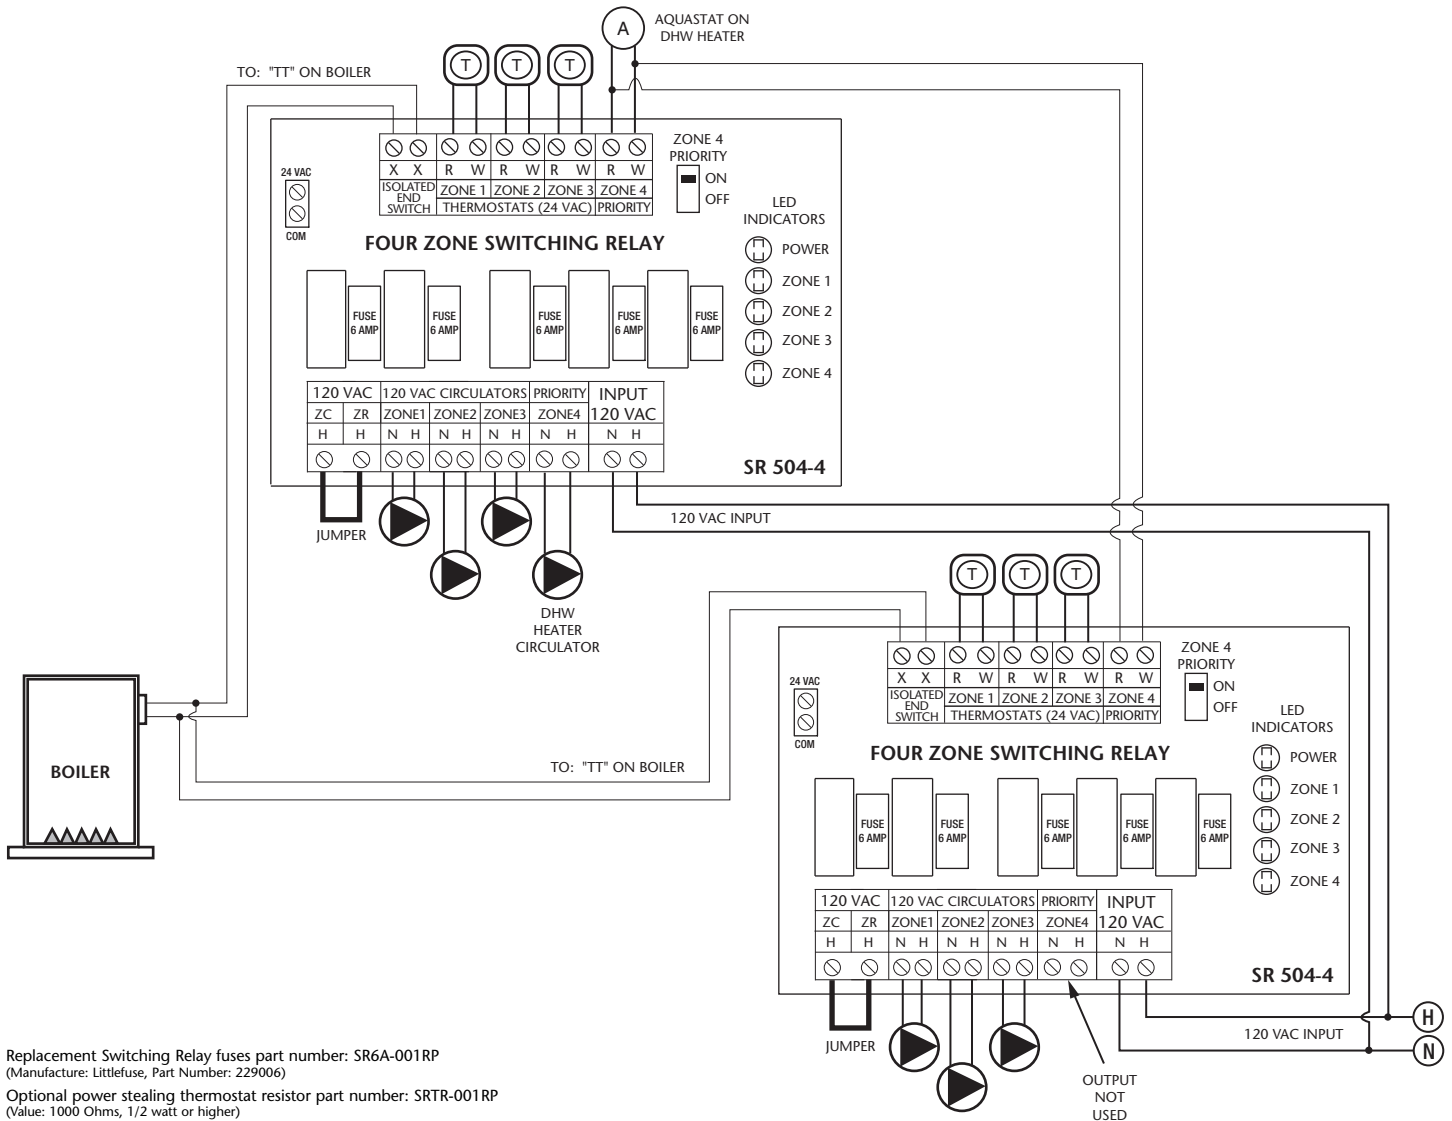 A
AQUASTAT ON
DHW HEATER
TO: "TT" ON BOILER
T T T
ZONE 4
PRIORITY
ON
OFF
X X R W R W R W R W
ISOLATED
END
SWITCH
ZONE 1 ZONE 2 ZONE 3 ZONE 4
THERMOSTATS (24 VAC) PRIORITY
24 VAC
COM
LED
INDICATORS
POWER
ZONE 1
ZONE 2
ZONE 3
ZONE 4
FOUR ZONE SWITCHING RELAY
FUSE
6 AMP
FUSE
6 AMP
FUSE
6 AMP
FUSE
6 AMP
FUSE
6 AMP
120 VAC 120 VAC CIRCULATORS PRIORITY INPUT
120 VAC
ZC ZR ZONE1 ZONE2 ZONE3 ZONE4
H H N H N H N H N H N H
SR 504-4
JUMPER
120 VAC INPUT
DHW
HEATER
CIRCULATOR
T T T
ZONE 4
PRIORITY
ON
OFF
X X R W R W R W R W
ISOLATED
END
SWITCH
ZONE 1 ZONE 2 ZONE 3 ZONE 4
THERMOSTATS (24 VAC) PRIORITY
24 VAC
COM
LED
INDICATORS
POWER
ZONE 1
ZONE 2
ZONE 3
ZONE 4
BOILER
TO: "TT" ON BOILER
FOUR ZONE SWITCHING RELAY
FUSE
6 AMP
FUSE
6 AMP
FUSE
6 AMP
FUSE
6 AMP
FUSE
6 AMP
120 VAC 120 VAC CIRCULATORS PRIORITY INPUT
120 VAC
ZC ZR ZONE1 ZONE2 ZONE3 ZONE4
H H N H N H N H N H N H
SR 504-4
H
120 VAC INPUT
N
JUMPER
OUTPUT
NOT
USED
Replacement Switching Relay fuses part number: SR6A-001RP
(Manufacture: Littlefuse, Part Number: 229006)
Optional power stealing thermostat resistor part number: SRTR-001RP
(Value: 1000 Ohms, 1/2 watt or higher)